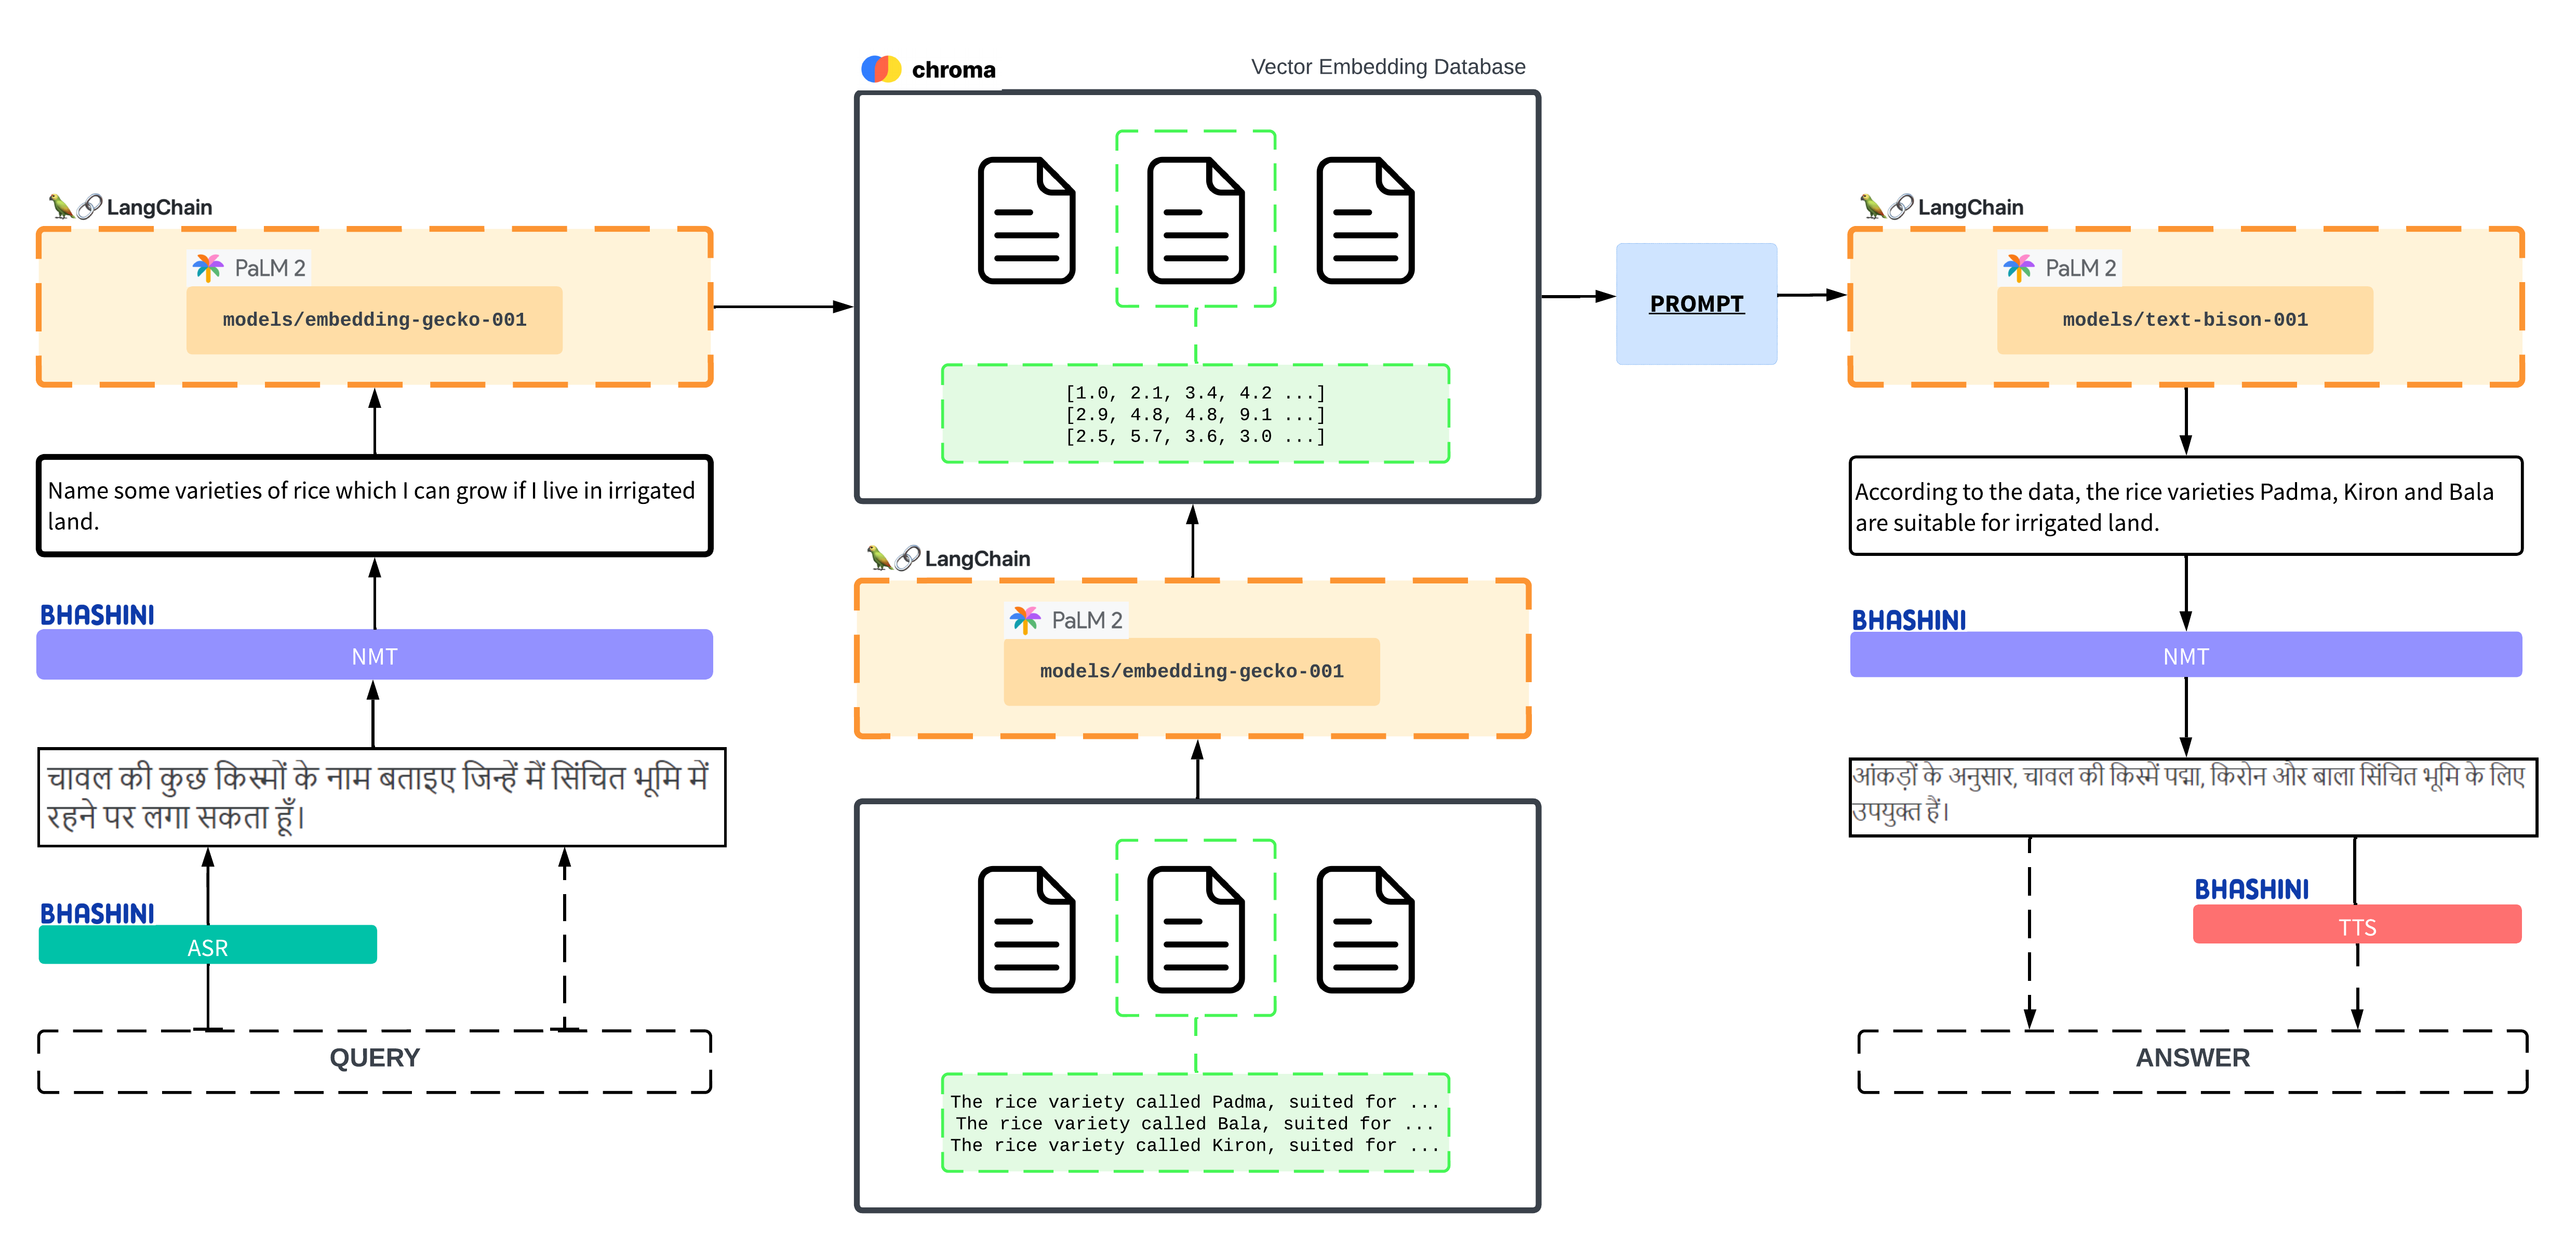 chroma
Vector Embedding Database
LangChain
PaLM 2
models/embedding-gecko-001
Name some varieties of rice which I can grow if I live in irrigated
land.
BHASHINI
NMT
चावल की कुछ किस्मों के नाम बताइए जिन्हें मैं सिंचित भूमि में
रहने पर लगा सकता हूँ।
BHASHINI
ASR
QUERY
[1.0, 2.1, 3.4, 4.2 ...]
[2.9, 4.8, 4.8, 9.1 ...]
[2.5, 5.7, 3.6, 3.0 ...]
LangChain
PaLM 2
models/embedding-gecko-001
The rice variety called Padma, suited for ...
The rice variety called Bala, suited for ...
The rice variety called Kiron, suited for ...
PROMPT
LangChain
PaLM 2
models/text-bison-001
According to the data, the rice varieties Padma, Kiron and Bala
are suitable for irrigated land.
BHASHINI
NMT
आंकड़ों के अनुसार, चावल की किस्में पद्मा, किरोन और बाला सिंचित भूमि के लिए
उपयुक्त हैं।
BHASHINI
TTS
ANSWER